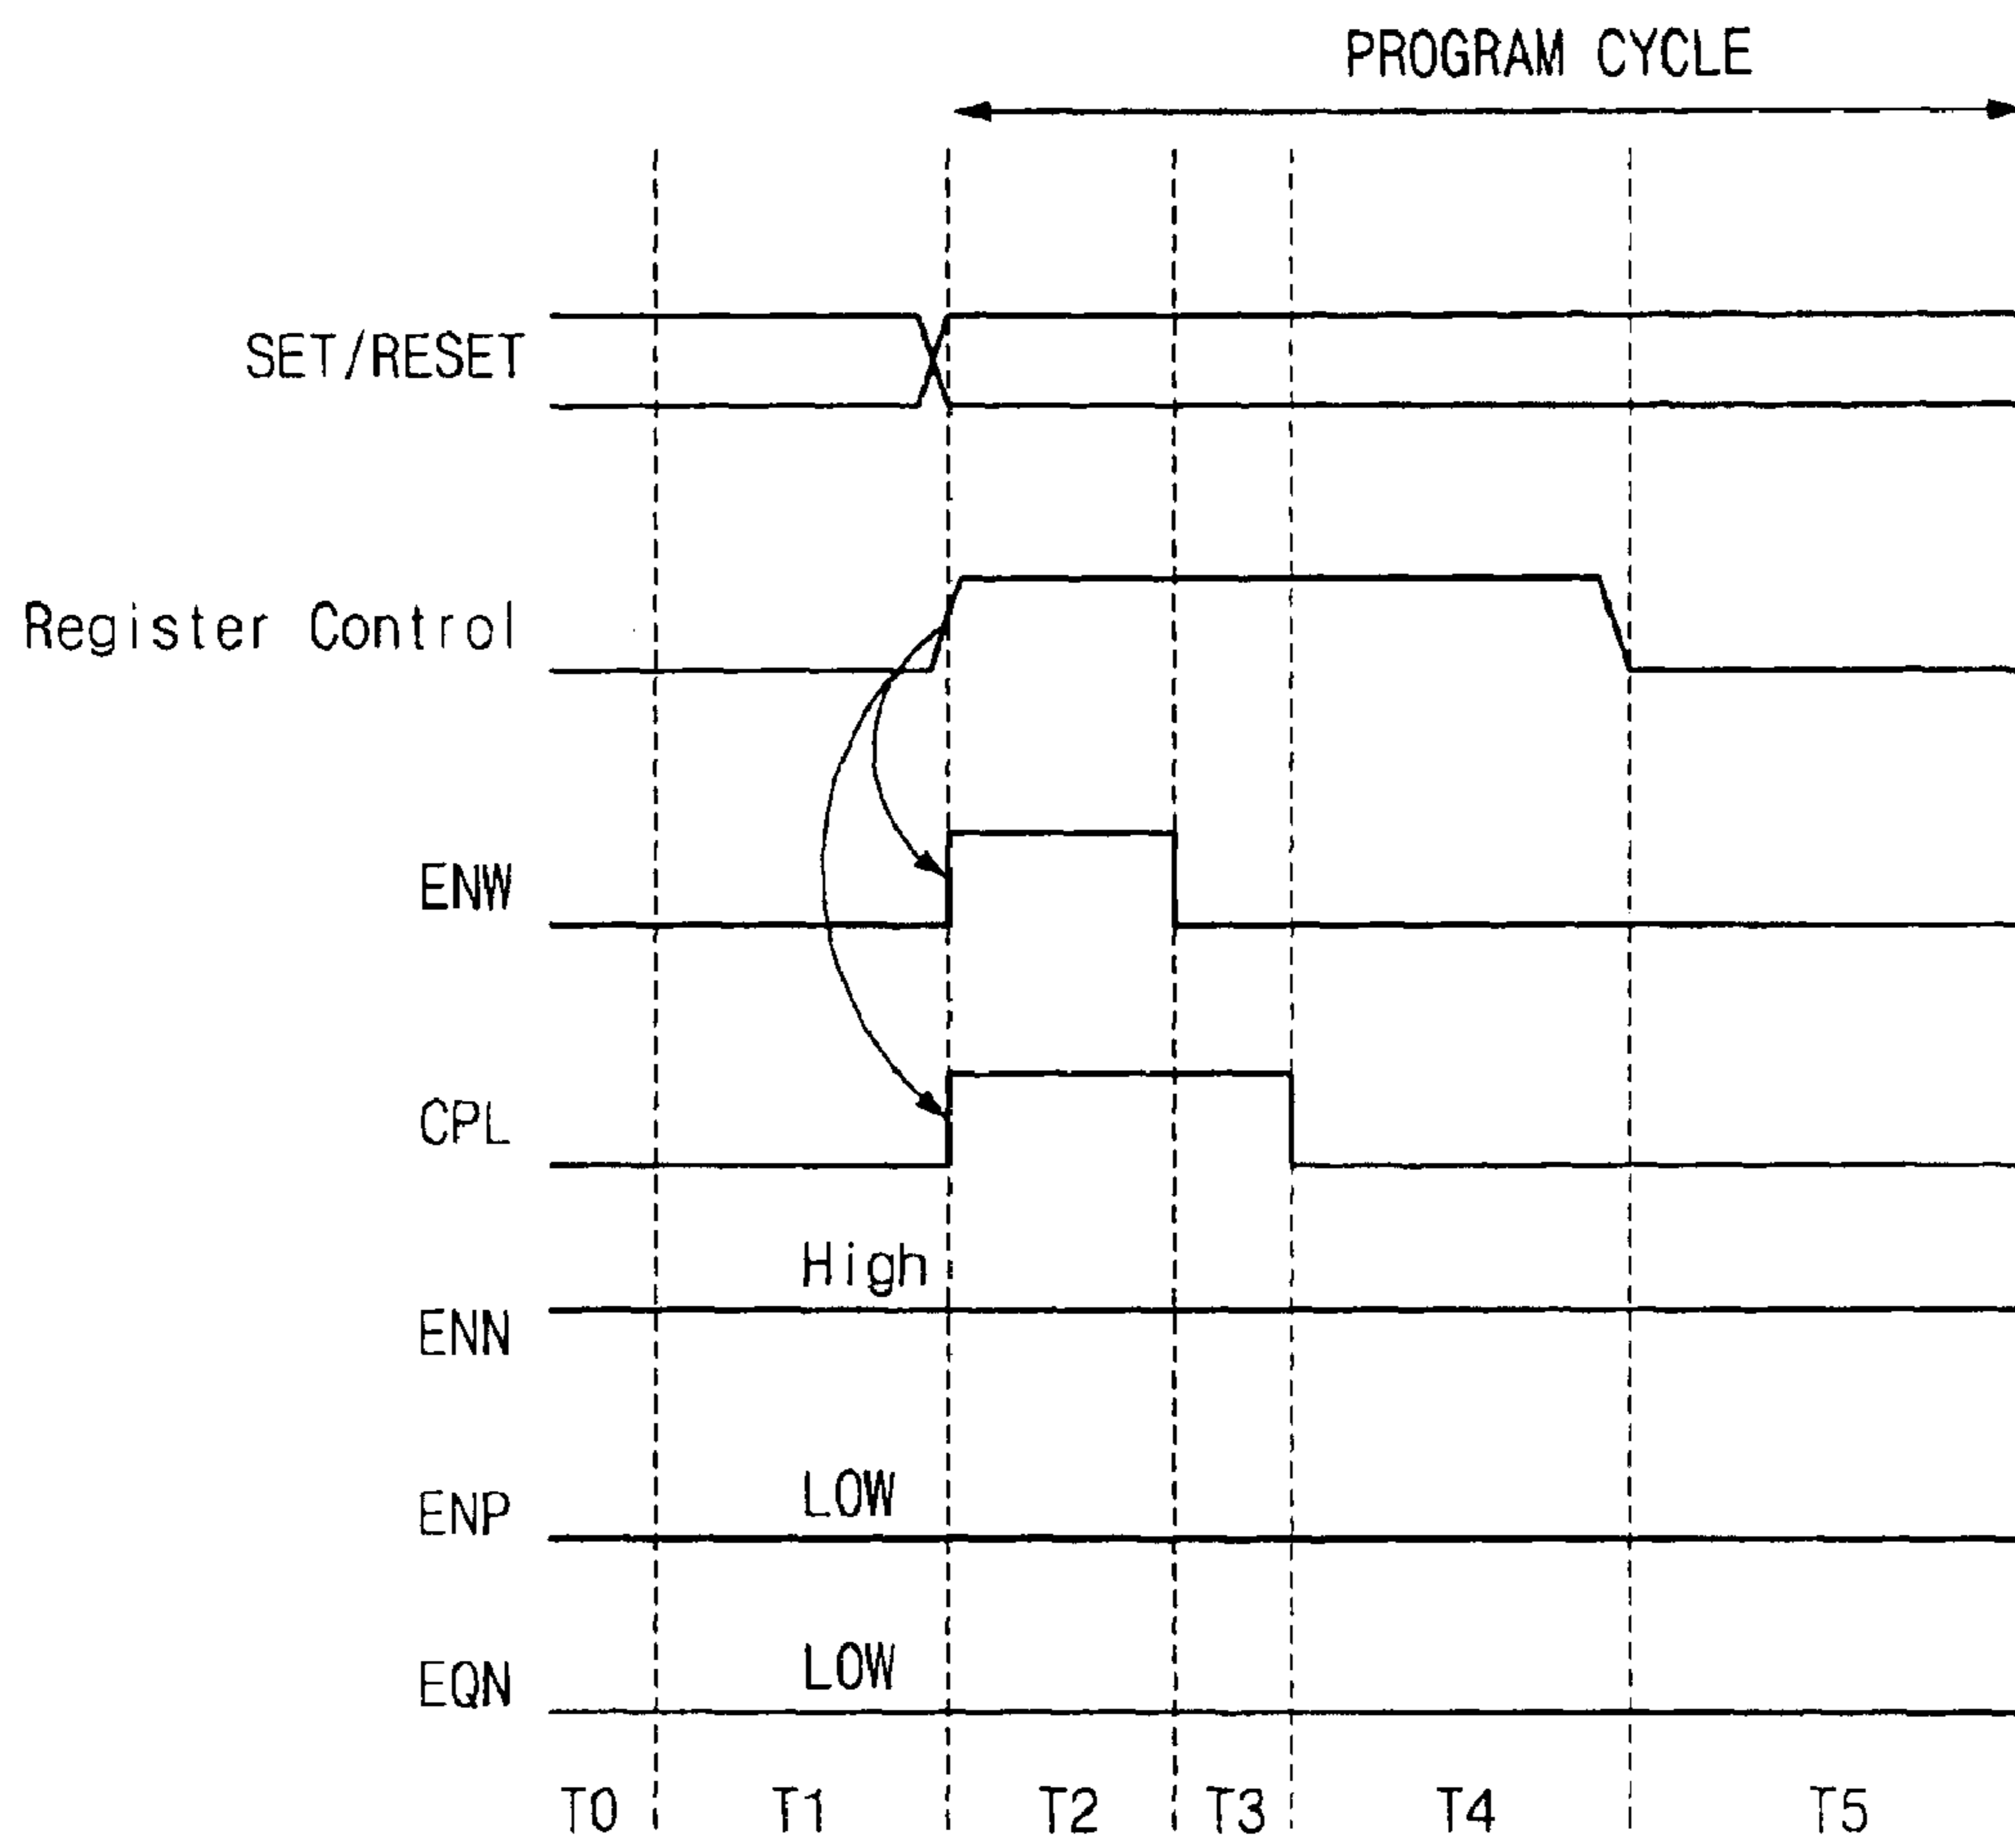 PROGRAM CYCLE
SET/RESET
Register Control
ENW
CPL
High
ENN
LOW
ENP
LOW
EQN
T0 T1 T2 T3 T4 T5